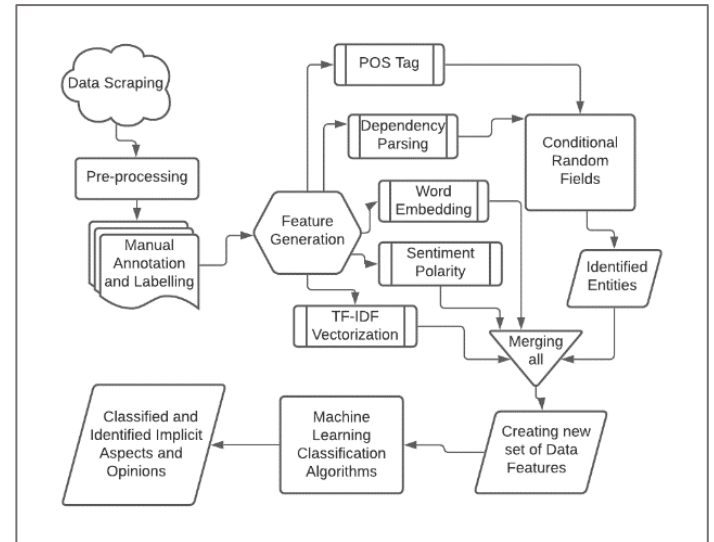 Data Scraping
Pre-processing
Manual
Annotation
and Labelling
Feature
Generation
POS Tag
Dependency
Parsing
Word
Embedding
Sentiment
Polarity
TF-IDF
Vectorization
Conditional
Random
Fields
Identified
Entities
Merging
all
Creating new
set of Data
Features
Machine
Learning
Classification
Algorithms
Classified and
Identified Implicit
Aspects and
Opinions